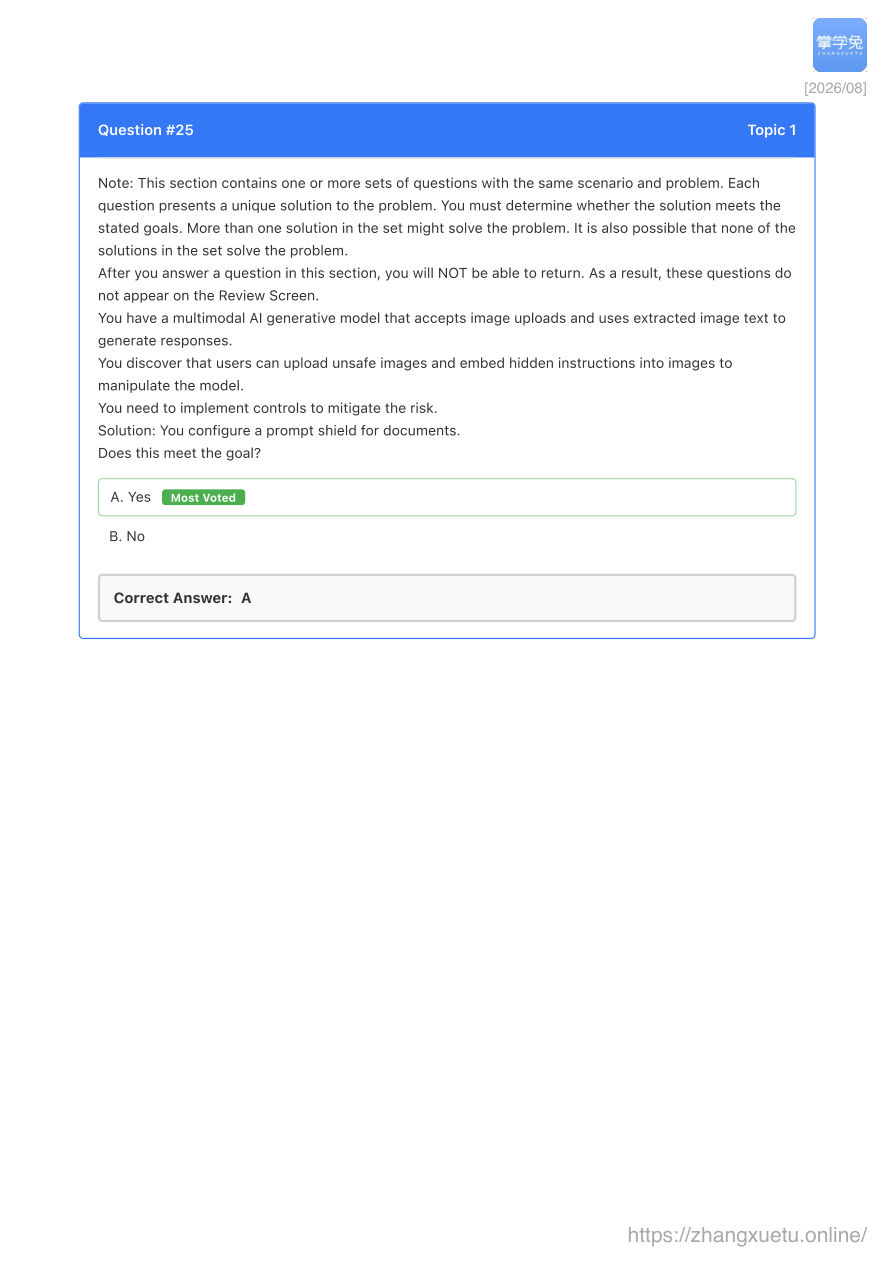 掌学兔
ZHANGXUETU
[2026/08]
Question #25
Topic 1
Note: This section contains one or more sets of questions with the same scenario and problem. Each
question presents a unique solution to the problem. You must determine whether the solution meets the
stated goals. More than one solution in the set might solve the problem. It is also possible that none of the
solutions in the set solve the problem.
After you answer a question in this section, you will NOT be able to return. As a result, these questions do
not appear on the Review Screen.
You have a multimodal AI generative model that accepts image uploads and uses extracted image text to
generate responses.
You discover that users can upload unsafe images and embed hidden instructions into images to
manipulate the model.
You need to implement controls to mitigate the risk.
Solution: You configure a prompt shield for documents.
Does this meet the goal?
A. Yes Most Voted
B. No
Correct Answer: A
https://zhangxuetu.online/